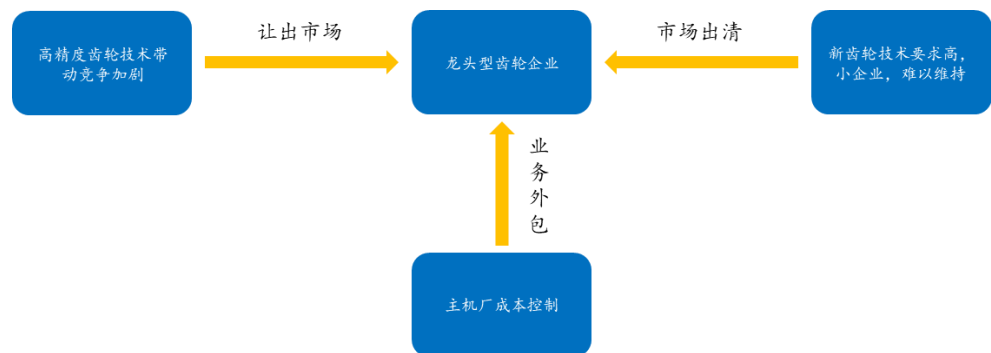 让出市场
市场出清
高精度齿轮技术带
动竞争加剧
龙头型齿轮企业
新齿轮技术要求高,
小企业，难以维持
业
务
外
包
主机厂成本控制